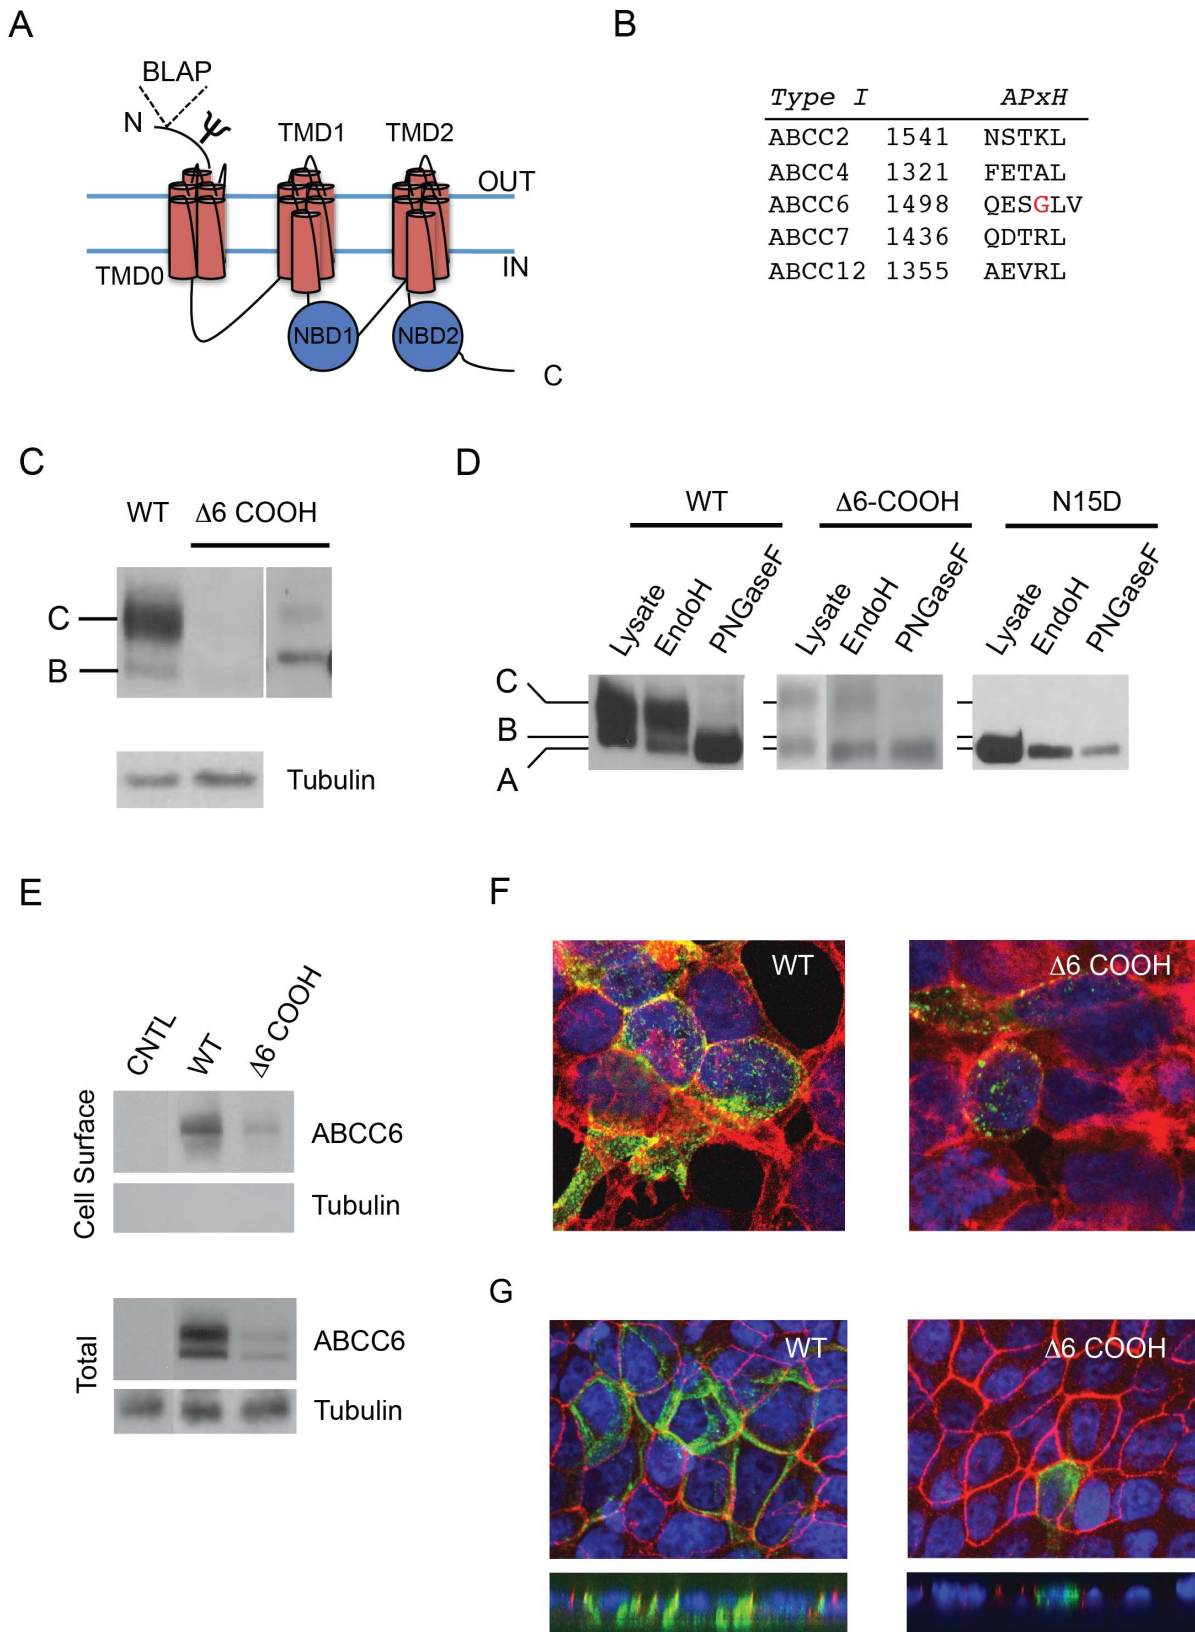 A
BLAP
N
TMD1
TMD2
OUT
IN
TMD0
NBD1
NBD2
C
B
Type I APxH
ABCC2 1541 NSTKL
ABCC4 1321 FETAL
ABCC6 1498 QESGLV
ABCC7 1436 QDTRL
ABCC12 1355 AEVRL
C
WT Δ6 COOH
C
B
Tubulin
D
WT Δ6-COOH N15D
Lysate EndoH PNGaseF Lysate EndoH PNGaseF Lysate EndoH PNGaseF
C
B
A
E
CNTL WT Δ6 COOH
Cell Surface
ABCC6
Tubulin
Total
ABCC6
Tubulin
F
WT
Δ6 COOH
G
WT
Δ6 COOH